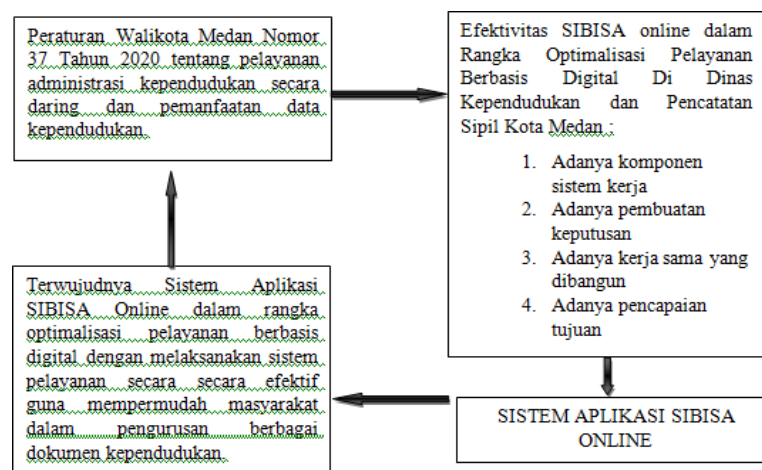 Peraturan Walikota Medan Nomor
37 Tahun 2020 tentang pelayanan
administrasi kependudukan secara
daring dan pemanfaatan data
kependudukan.
Efektivitas SIBISA online dalam
Rangka Optimalisasi Pelayanan
Berbasis Digital Di Dinas
Kependudukan dan Pencatatan
Sipil Kota Medan ;
1. Adanya komponen
sistem kerja
2. Adanya pembuatan
keputusan
3. Adanya kerja sama yang
dibangun
4. Adanya pencapaian
tujuan
SISTEM APLIKASI SIBISA
ONLINE
Terwujudnya Sistem Aplikasi
SIBISA Online dalam rangka
optimalisasi pelayanan berbasis
digital dengan melaksanakan sistem
pelayanan secara secara efektif
guna mempermudah masyarakat
dalam pengurusan berbagai
dokumen kependudukan.